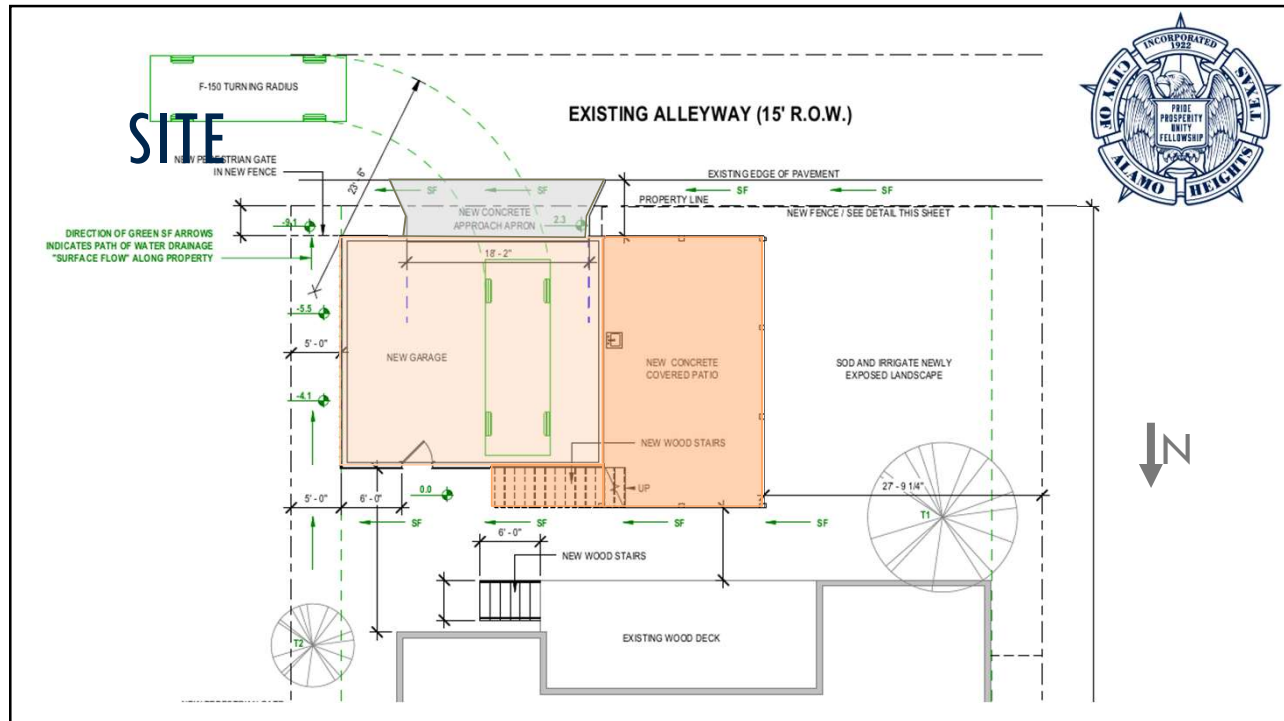 F-150 TURNING RADIUS
SITE
EXISTING ALLEYWAY (15' R.O.W.)
INCORPORATED
1922
CITY OF
TEXAS
PRIDE
PROSPERITY
UNITY
FELLOWSHIP
ALAMO
HEIGHTS
NEW PEDESTRIAN GATE
IN NEW FENCE
23' - 6"
EXISTING EDGE OF PAVEMENT
SF
SF
SF
SF
PROPERTY LINE
NEW FENCE / SEE DETAIL THIS SHEET
NEW CONCRETE
APPROACH APRON
2.3
-9.1
DIRECTION OF GREEN SF ARROWS
INDICATES PATH OF WATER DRAINAGE
"SURFACE FLOW" ALONG PROPERTY
18' - 2"
-5.5
5' - 0"
NEW GARAGE
NEW CONCRETE
COVERED PATIO
SOD AND IRRIGATE NEWLY
EXPOSED LANDSCAPE
-4.1
NEW WOOD STAIRS
N
UP
0.0
27' - 9 1/4"
5' - 0"
6' - 0"
T1
SF
SF
SF
SF
6' - 0"
NEW WOOD STAIRS
T2
EXISTING WOOD DECK